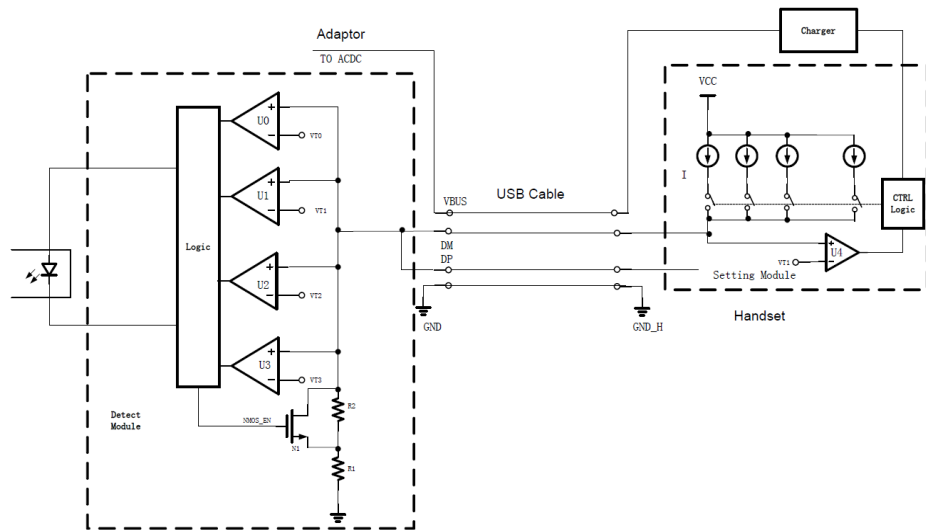 Adaptor
TO ACDC
Charger
VCC
I
CTRL
Logic
U4
VT1
Setting Module
Handset
USB Cable
VBUS
DM
DP
GND
GND_H
U0
VT0
U1
VT1
Logic
U2
VT2
U3
VT3
R2
NMOS_EN
N1
R1
Detect
Module